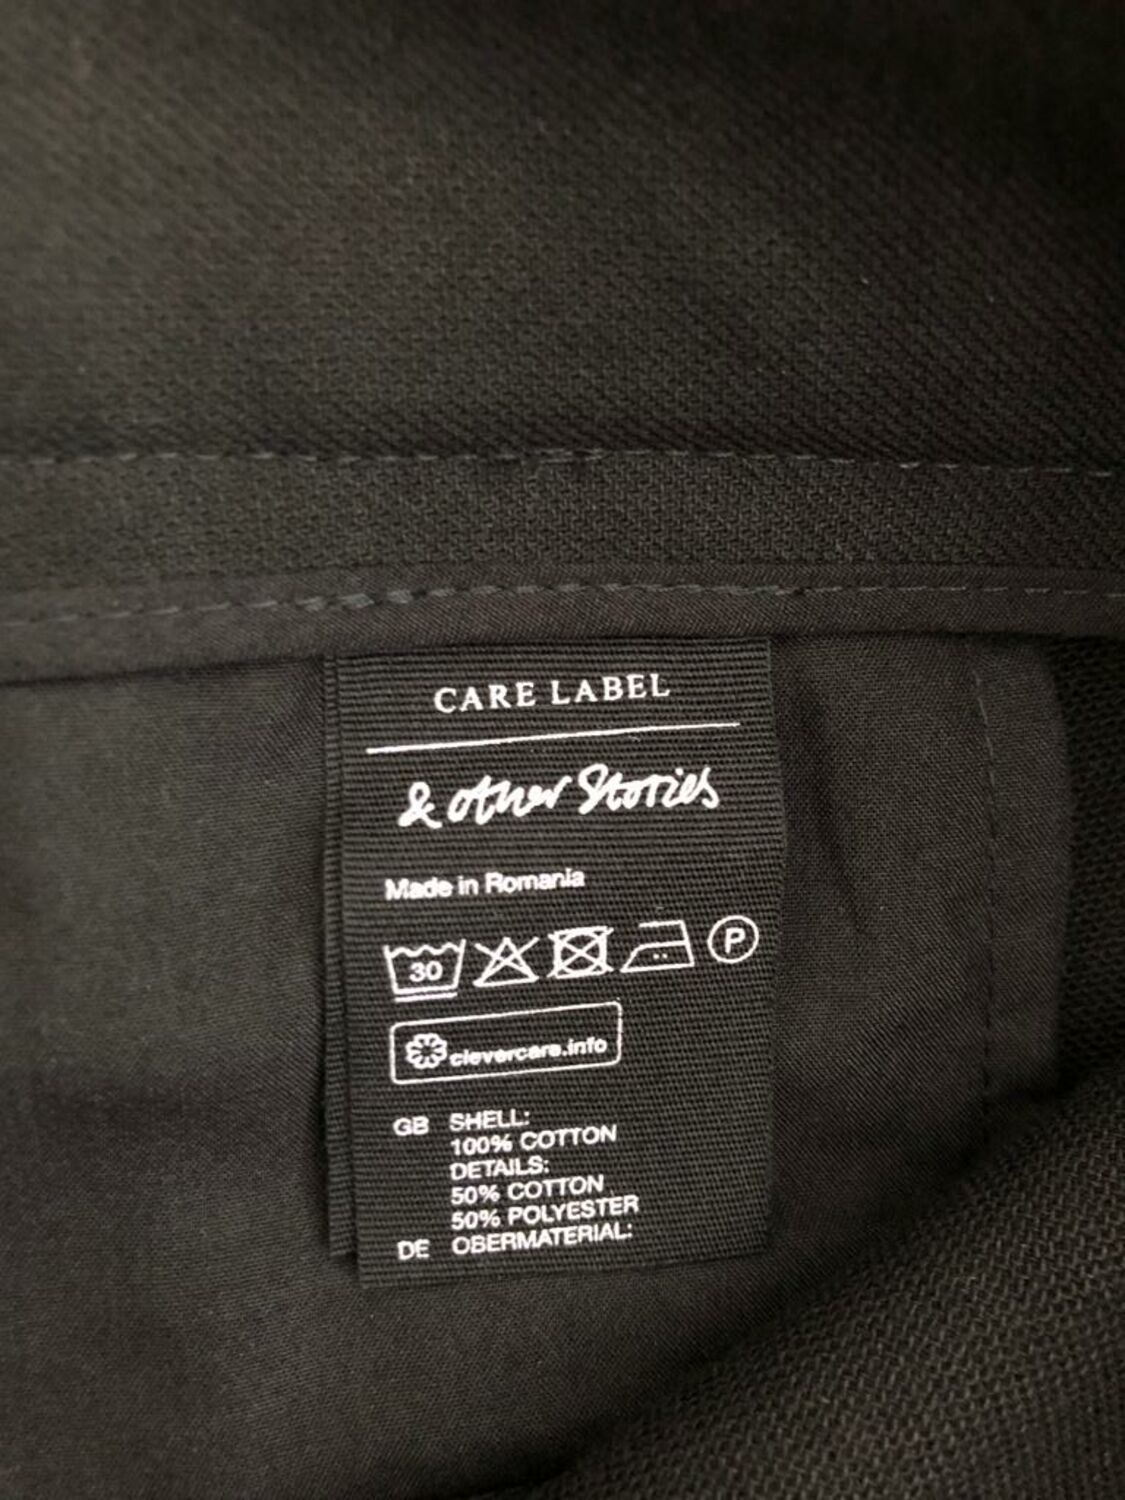 CARE LABEL
& other Stories
Made in Romania
30 P
clevercare.info
GB SHELL:
100% COTTON
DETAILS:
50% COTTON
50% POLYESTER
DE OBERMATERIAL: